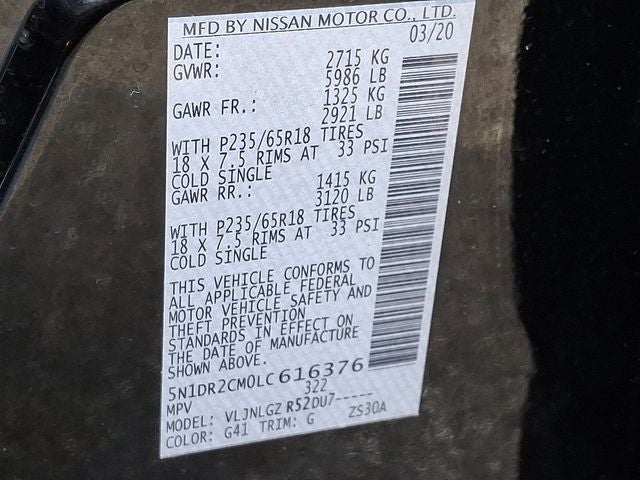 MFD BY NISSAN MOTOR CO., LTD.
DATE: 03/20
GVWR: 2715 KG
5986 LB
GAWR FR.: 1325 KG
2921 LB
WITH P235/65R18 TIRES
18 X 7.5 RIMS AT 33 PSI
COLD SINGLE
GAWR RR.: 1415 KG
3120 LB
WITH P235/65R18 TIRES
18 X 7.5 RIMS AT 33 PSI
COLD SINGLE
THIS VEHICLE CONFORMS TO
ALL APPLICABLE FEDERAL
MOTOR VEHICLE SAFETY AND
THEFT PREVENTION
STANDARDS IN EFFECT ON
THE DATE OF MANUFACTURE
SHOWN ABOVE.
5N1DR2CM0LC616376
MPV 322
MODEL: VLJNLGZ R52DU7-----
COLOR: G41 TRIM: G ZS30A